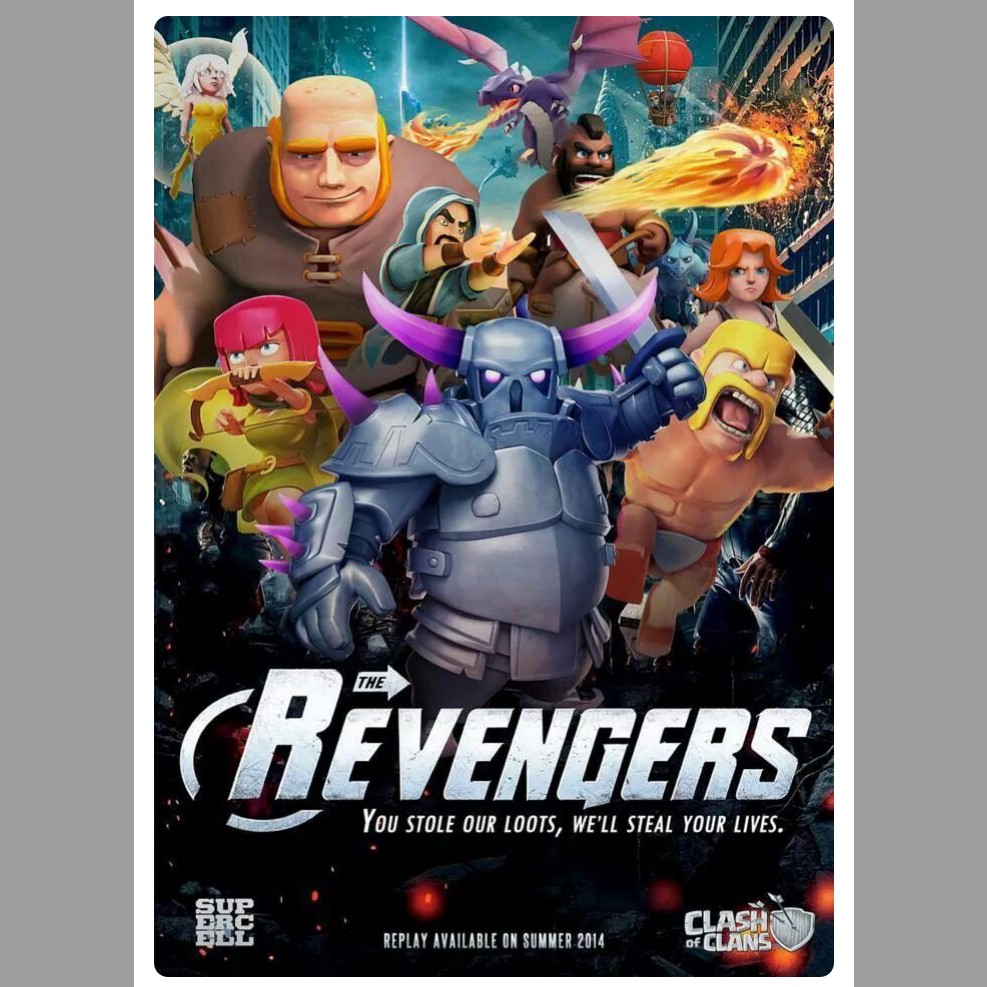 THE
REVENGERS
YOU STOLE OUR LOOTS, WE'LL STEAL YOUR LIVES.
SUP
ERC
ELL
REPLAY AVAILABLE ON SUMMER 2014
CLASH
OF CLANS